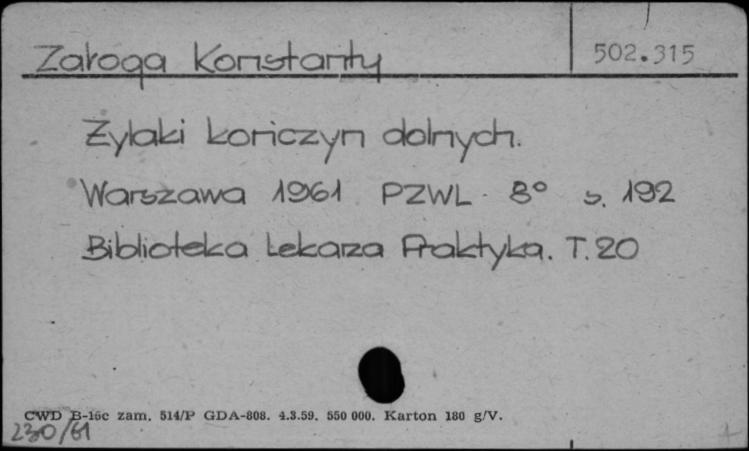 Załoga Konstanty 502.315
Żylaki kończyn dolnych.
Warszawa 1961 PZWL 8° s. 192
Biblioteka Lekarza Praktyka. T. 20
CWD B-15c zam. 514/P GDA-808. 4.3.59. 550 000. Karton 180 g/V.
230/61